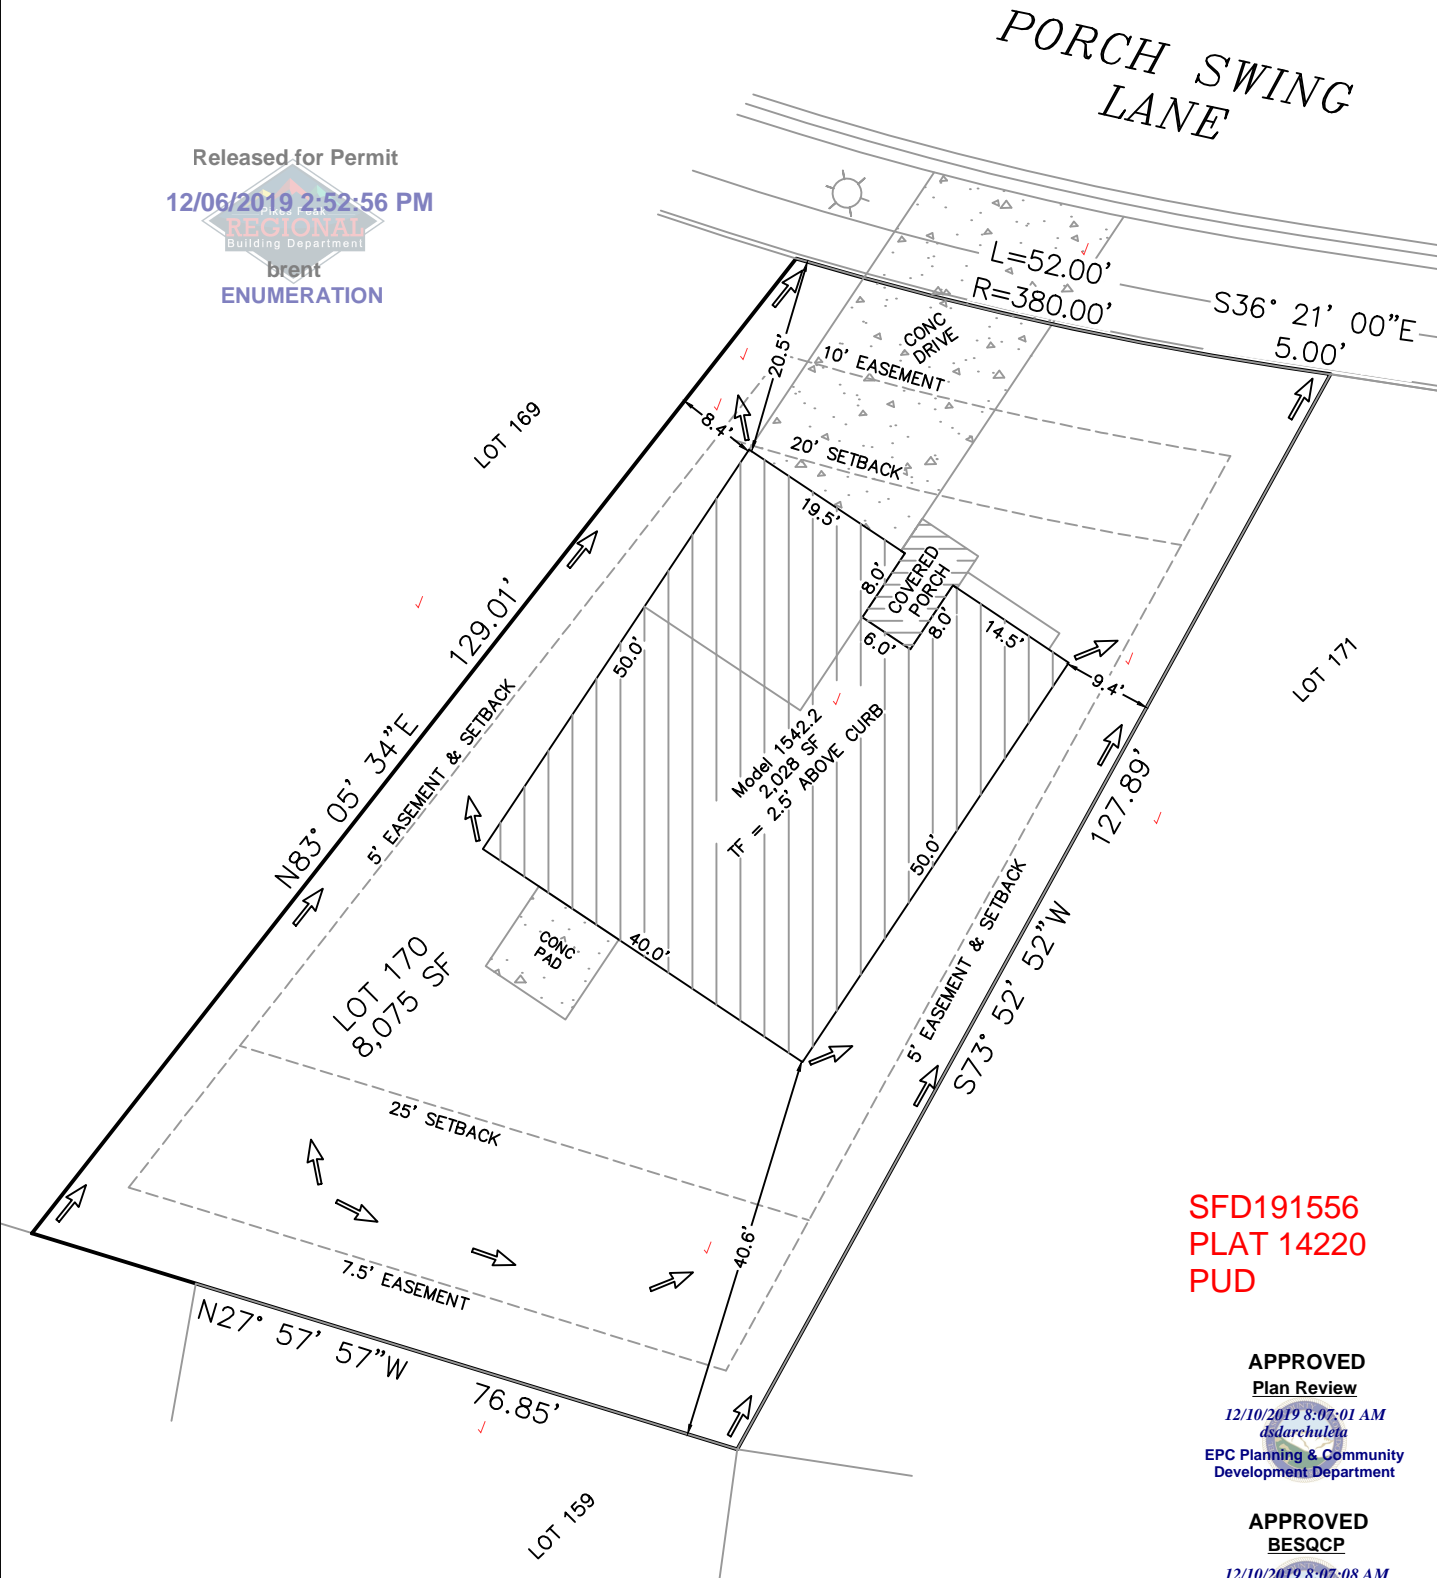 PORCH SWING
LANE
Released for Permit
12/06/2019 2:52:56 PM
Pikes Peak
REGIONAL
Building Department
brent
ENUMERATION
L=52.00'
R=380.00'
S36° 21' 00"E
5.00'
CONC
DRIVE
10' EASEMENT
20.5'
8.4'
20' SETBACK
LOT 169
19.5'
8.0'
COVERED
PORCH
8.0'
6.0'
14.5'
9.4'
LOT 171
129.01'
50.0'
N83° 05' 34"E
5' EASEMENT & SETBACK
Model 1542.2
2,028 SF
TF = 2.5' ABOVE CURB
127.89'
50.0'
S73° 52' 52"W
5' EASEMENT & SETBACK
40.0'
CONC
PAD
LOT 170
8,075 SF
25' SETBACK
40.6'
7.5' EASEMENT
N27° 57' 57"W
76.85'
LOT 159
SFD191556
PLAT 14220
PUD
APPROVED
Plan Review
12/10/2019 8:07:01 AM
dsdarchuleta
EPC Planning & Community
Development Department
APPROVED
BESQCP
12/10/2019 8:07:08 AM